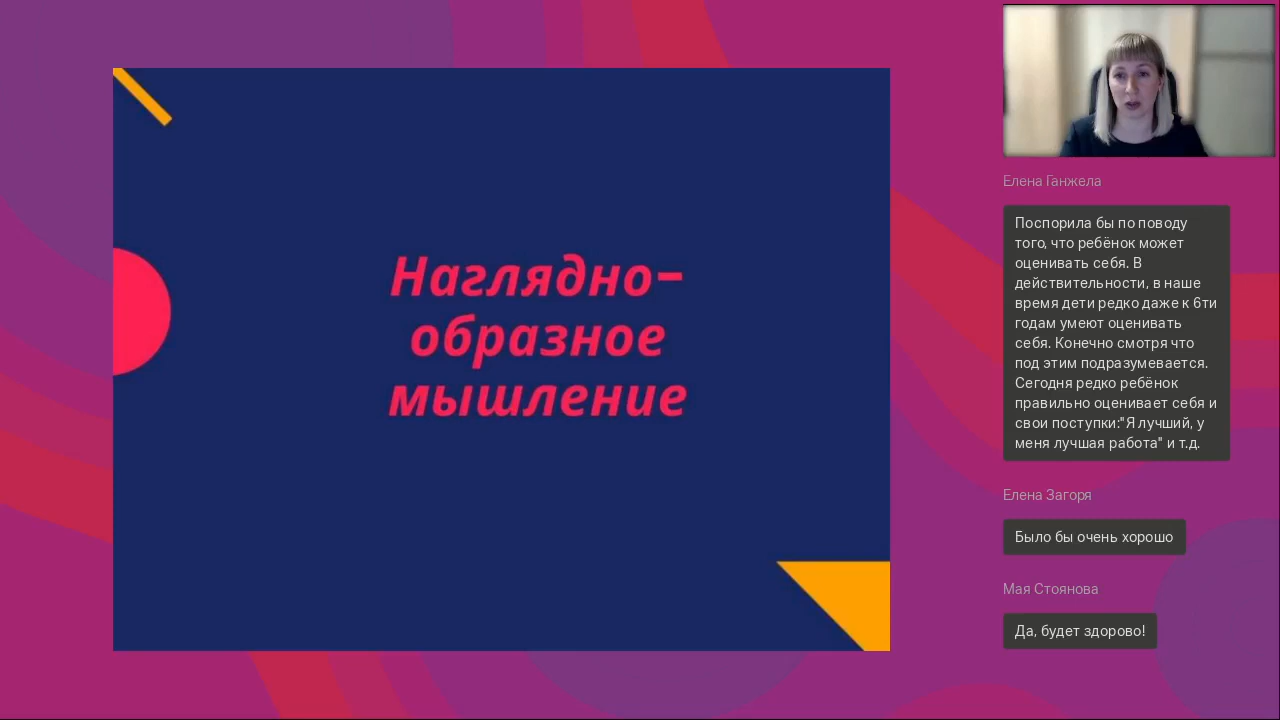 Наглядно-
образное
мышление
Елена Ганжела
Поспорила бы по поводу
того, что ребёнок может
оценивать себя. В
действительности, в наше
время дети редко даже к 6ти
годам умеют оценивать
себя. Конечно смотря что
под этим подразумевается.
Сегодня редко ребёнок
правильно оценивает себя и
свои поступки:"Я лучший, у
меня лучшая работа" и т.д.
Елена Загоря
Было бы очень хорошо
Мая Стоянова
Да, будет здорово!